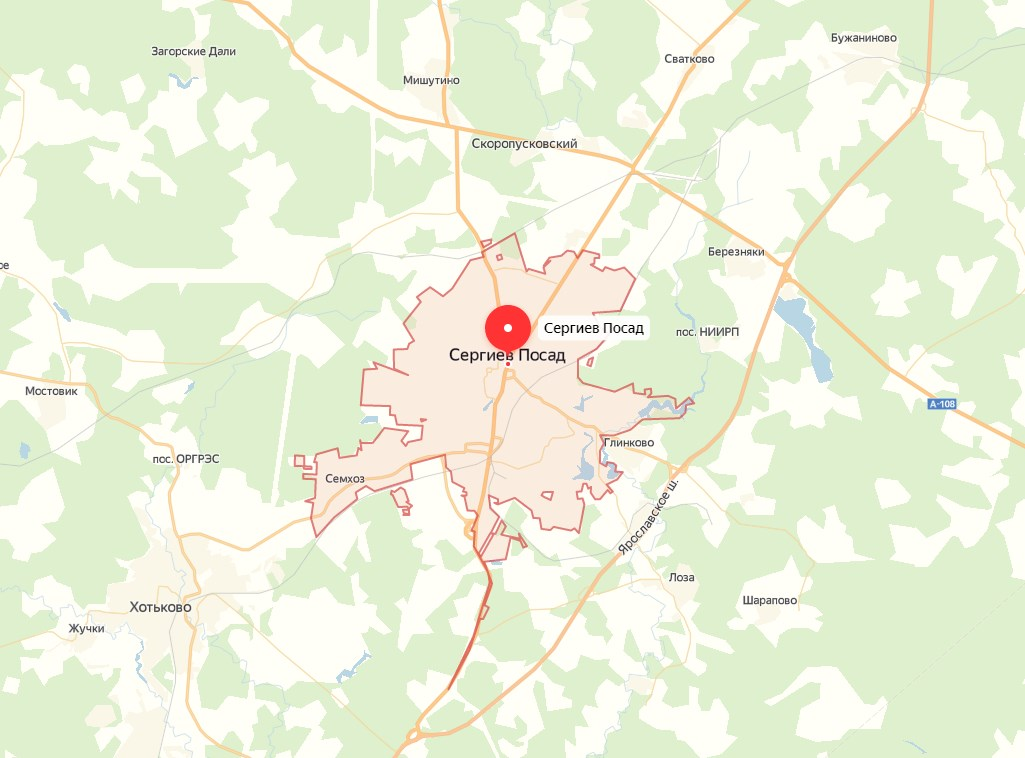 Бужаниново
Загорские Дали
Сватково
Мишутино
Скоропусковский
Березняки
Сергиев Посад
пос. НИИРП
Сергиев Посад
Мостовик
А-108
Глинково
пос. ОРГРЭС
Семхоз
Ярославское ш.
Лоза
Шарапово
Хотьково
Жучки